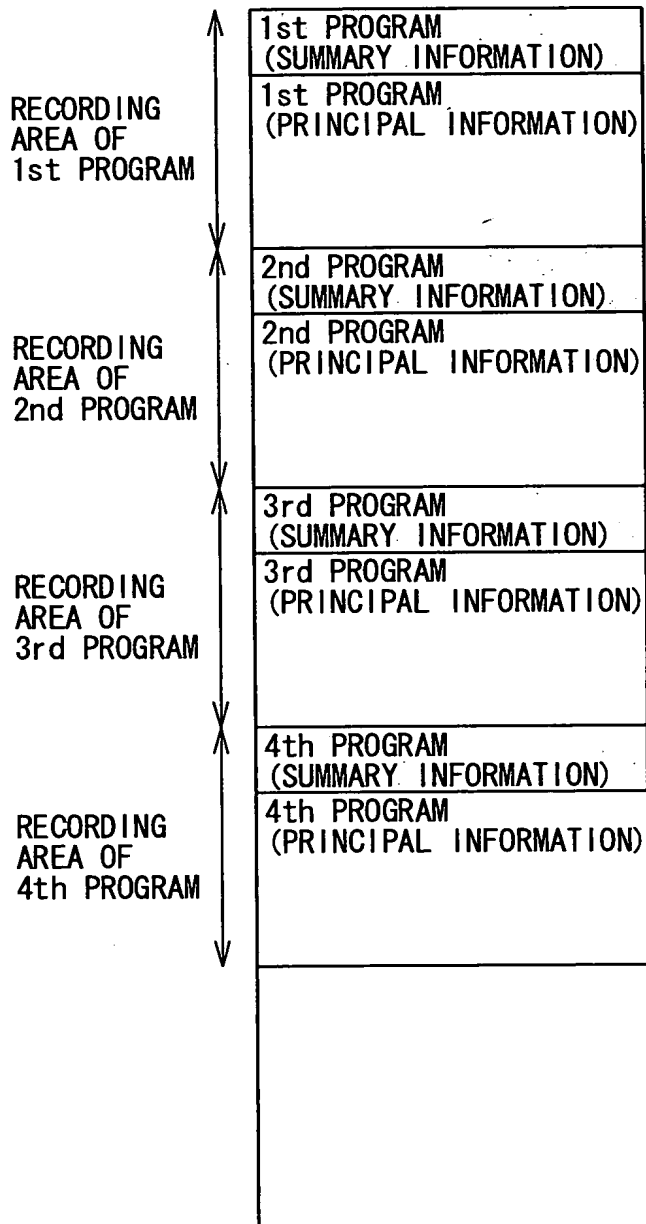 RECORDING
AREA OF
1st PROGRAM
1st PROGRAM
(SUMMARY INFORMATION)
1st PROGRAM
(PRINCIPAL INFORMATION)
RECORDING
AREA OF
2nd PROGRAM
2nd PROGRAM
(SUMMARY INFORMATION)
2nd PROGRAM
(PRINCIPAL INFORMATION)
RECORDING
AREA OF
3rd PROGRAM
3rd PROGRAM
(SUMMARY INFORMATION)
3rd PROGRAM
(PRINCIPAL INFORMATION)
RECORDING
AREA OF
4th PROGRAM
4th PROGRAM
(SUMMARY INFORMATION)
4th PROGRAM
(PRINCIPAL INFORMATION)